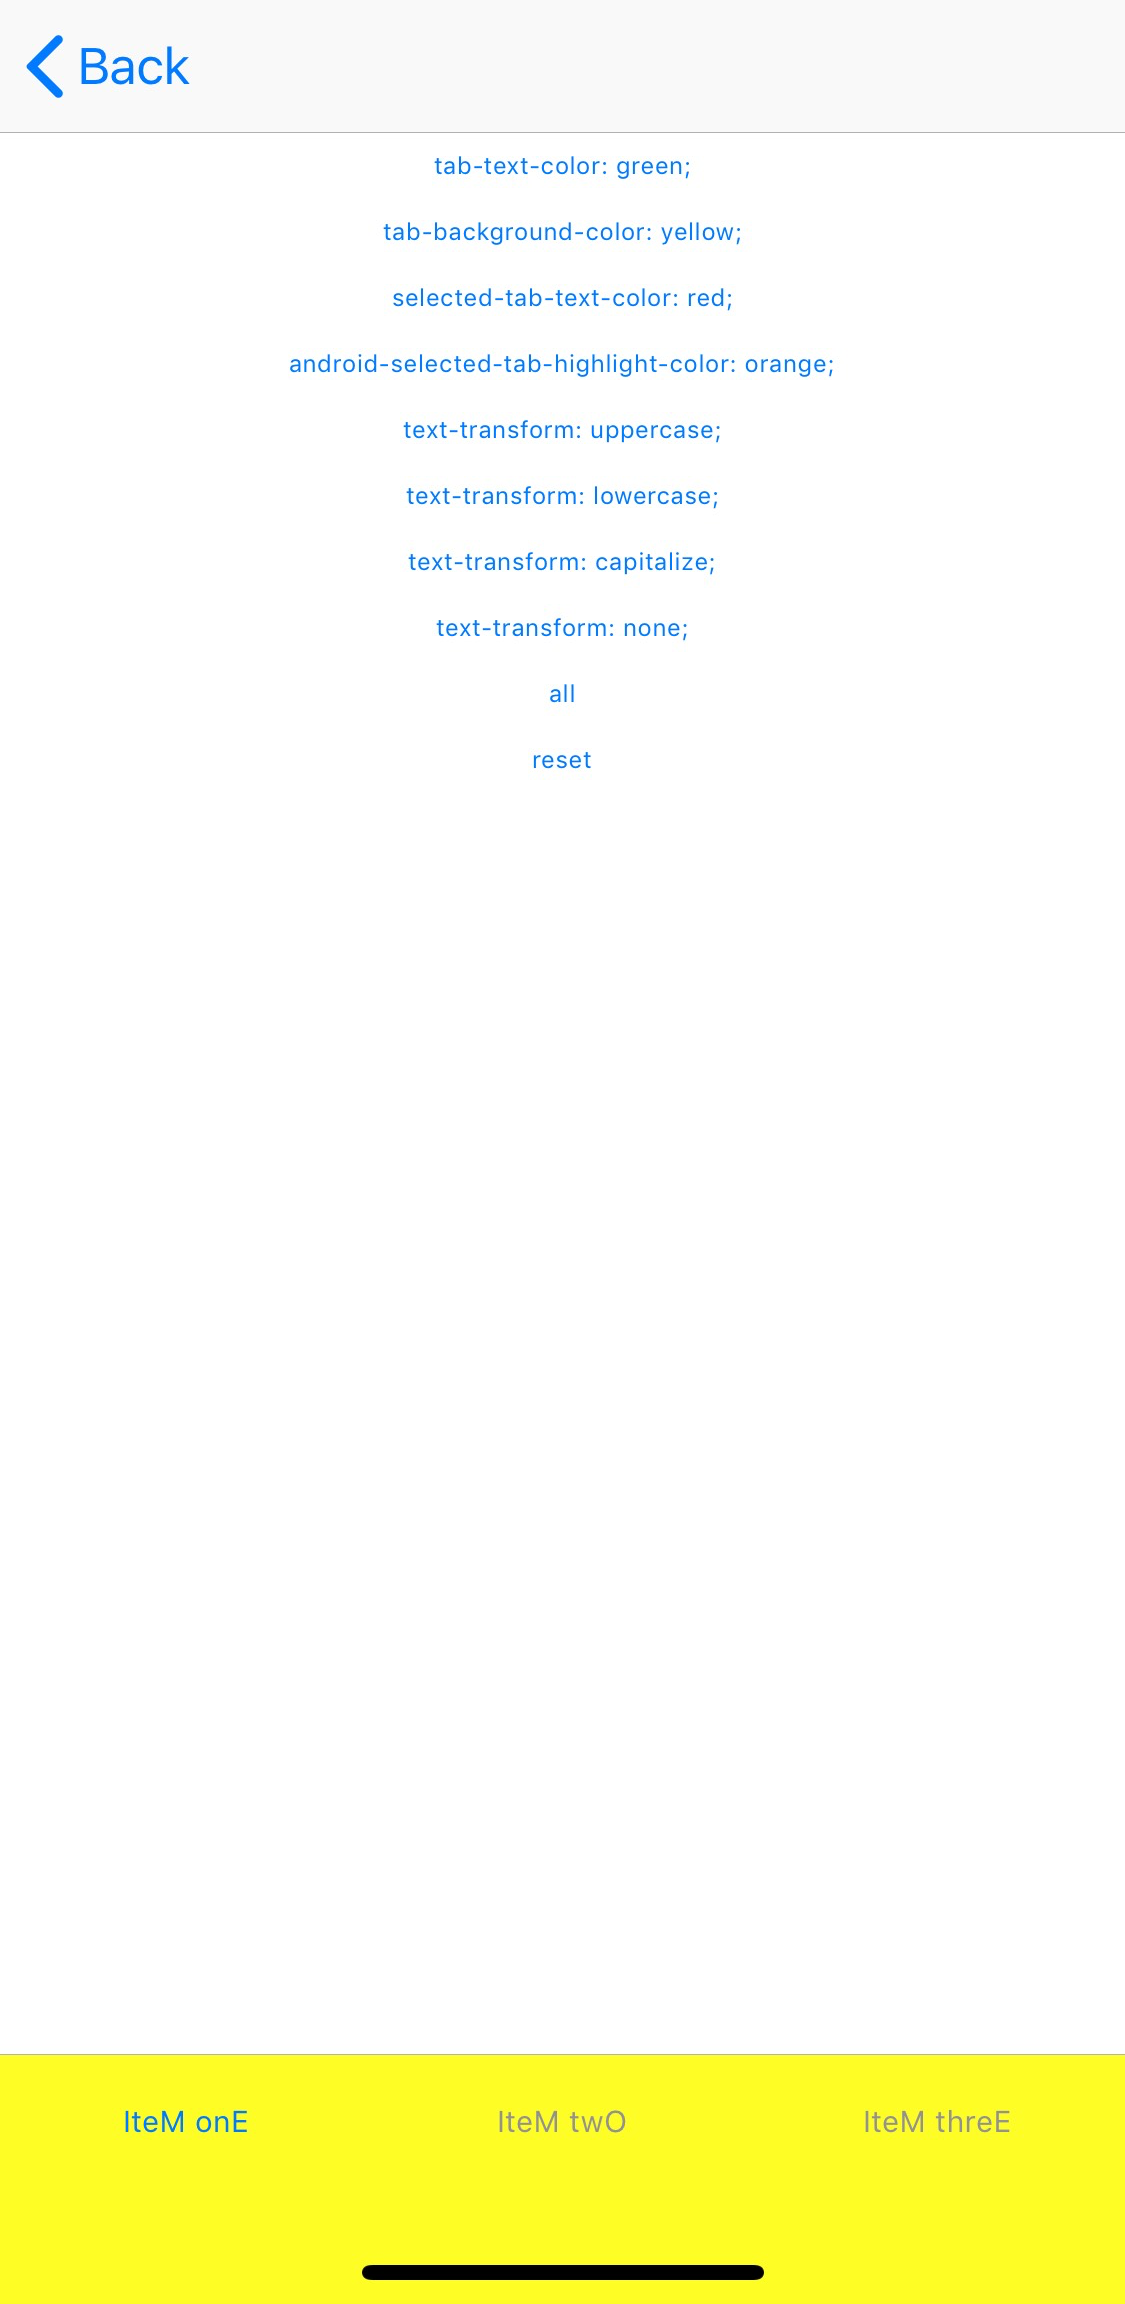 Back
tab-text-color: green;
tab-background-color: yellow;
selected-tab-text-color: red;
android-selected-tab-highlight-color: orange;
text-transform: uppercase;
text-transform: lowercase;
text-transform: capitalize;
text-transform: none;
all
reset
IteM onE IteM twO IteM threE